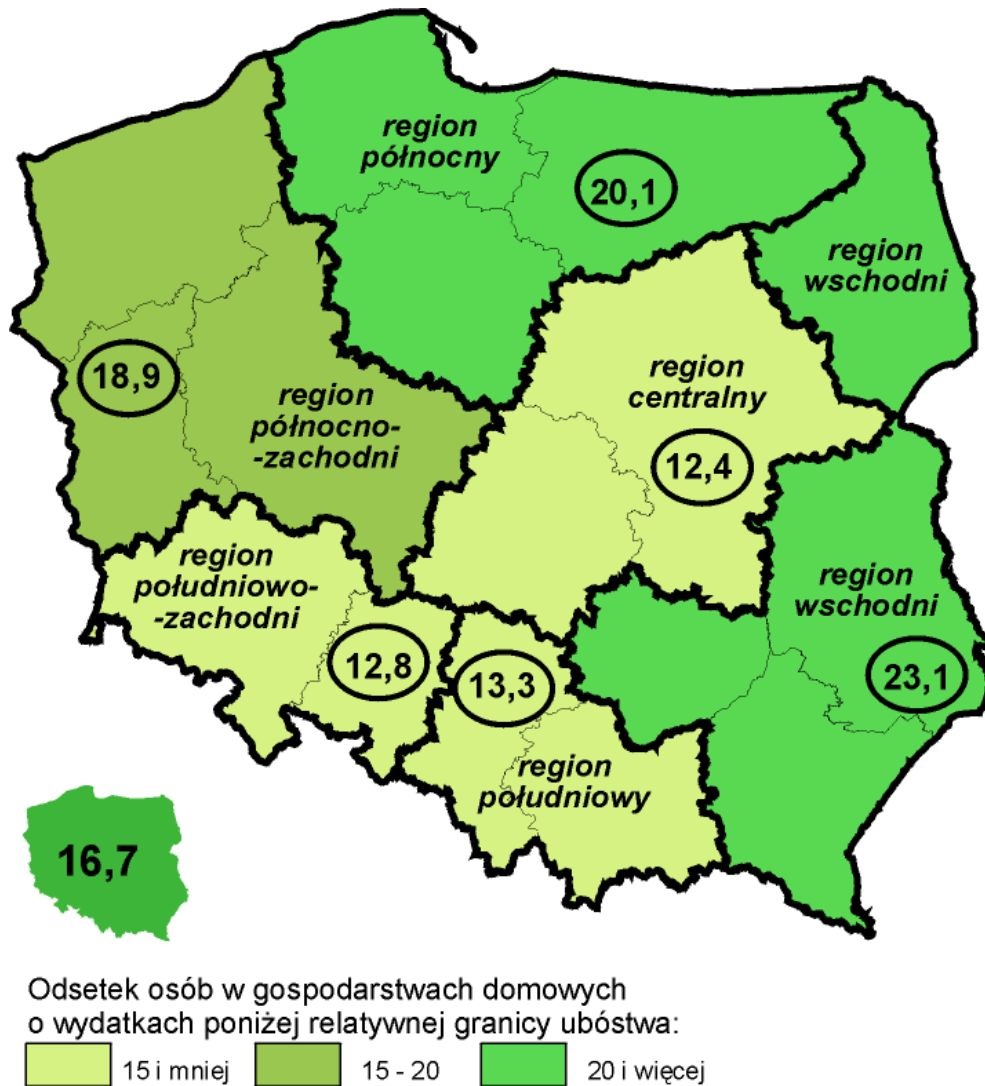 region
północny
20,1
region
wschodni
18,9
region
północno-
-zachodni
region
centralny
12,4
region
południowo-
-zachodni
12,8
13,3
region
południowy
region
wschodni
23,1
16,7
Odsetek osób w gospodarstwach domowych
o wydatkach poniżej relatywnej granicy ubóstwa:
15 i mniej 15 - 20 20 i więcej